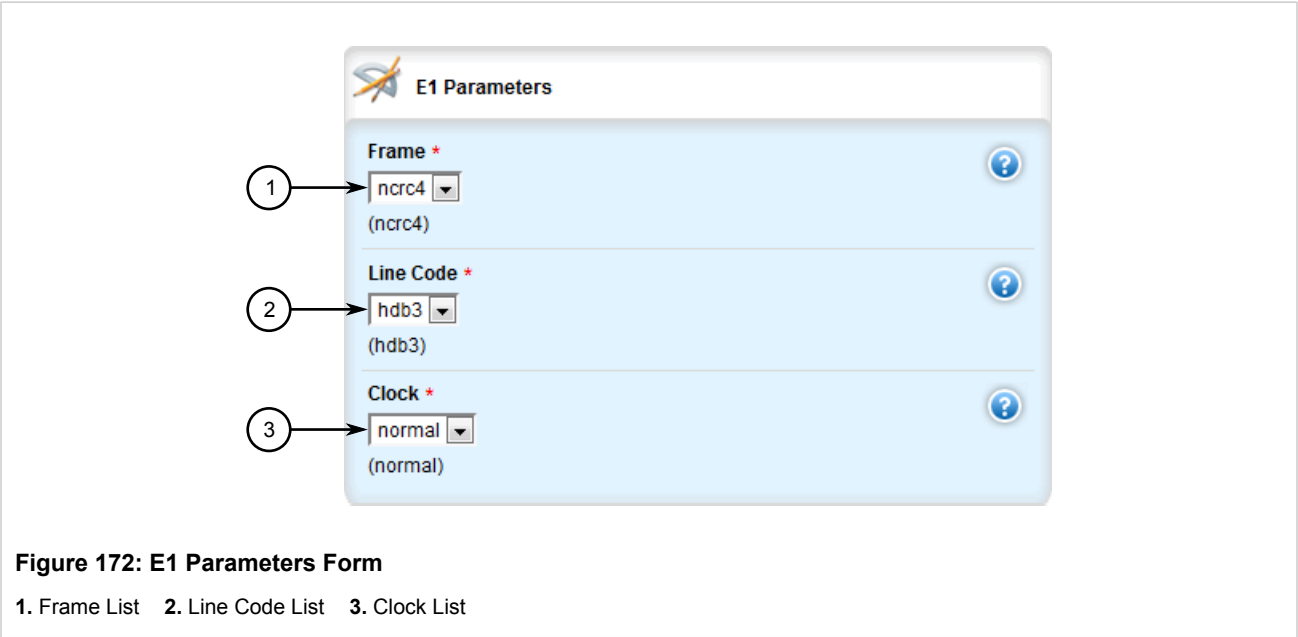 E1 Parameters
Frame *
1
ncrc4
(ncrc4)
Line Code *
2
hdb3
(hdb3)
Clock *
3
normal
(normal)
Figure 172: E1 Parameters Form
1. Frame List 2. Line Code List 3. Clock List